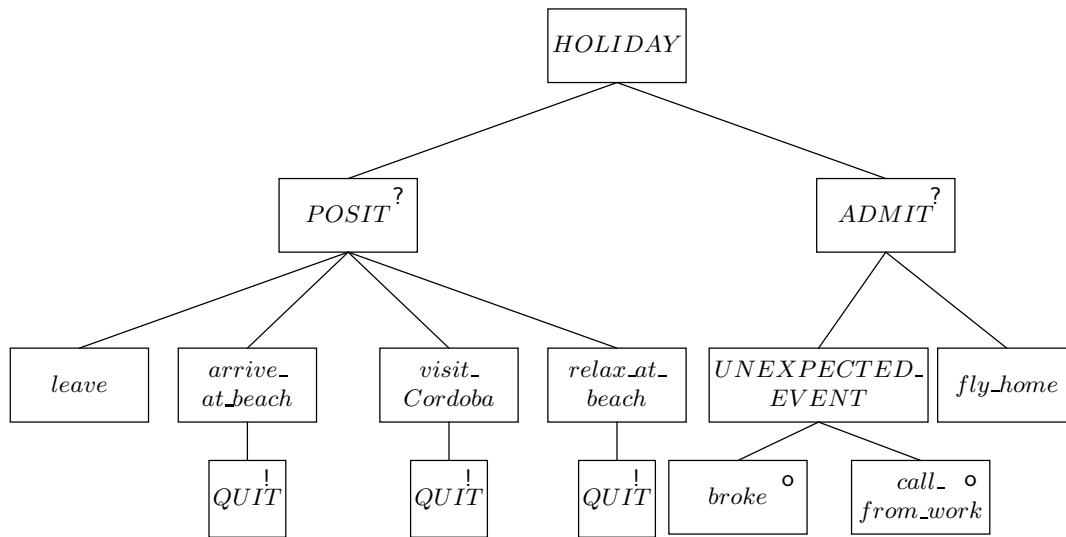 HOLIDAY
?
POSIT
?
ADMIT
leave
arrive_
at_beach
visit_
Cordoba
relax_at_
beach
UNEXPECTED_
EVENT
fly_home
!
QUIT
!
QUIT
!
QUIT
broke o
call_ o
from_work